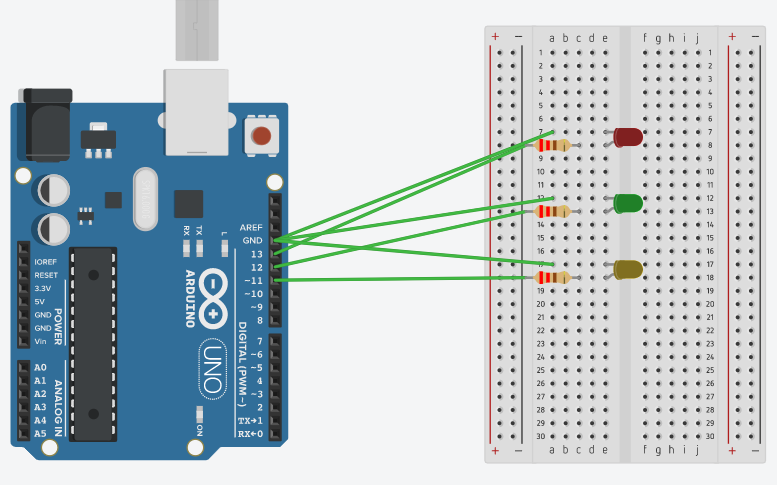 AREF
GND
13
12
~11
~10
~9
8
7
~6
~5
4
~3
2
TX→1
RX←0
DIGITAL (PWM~)
RX
TX
L
ARDUINO
UNO
ON
IOREF
RESET
3.3V
5V
GND
GND
Vin
POWER
A0
A1
A2
A3
A4
A5
ANALOG IN
+ − a b c d e f g h i j + −
1 1
2 2
3 3
4 4
5 5
6 6
7 7
8 8
9 9
10 10
11 11
12 12
13 13
14 14
15 15
16 16
17 17
18 18
19 19
20 20
21 21
22 22
23 23
24 24
25 25
26 26
27 27
28 28
29 29
30 30
+ − a b c d e f g h i j + −